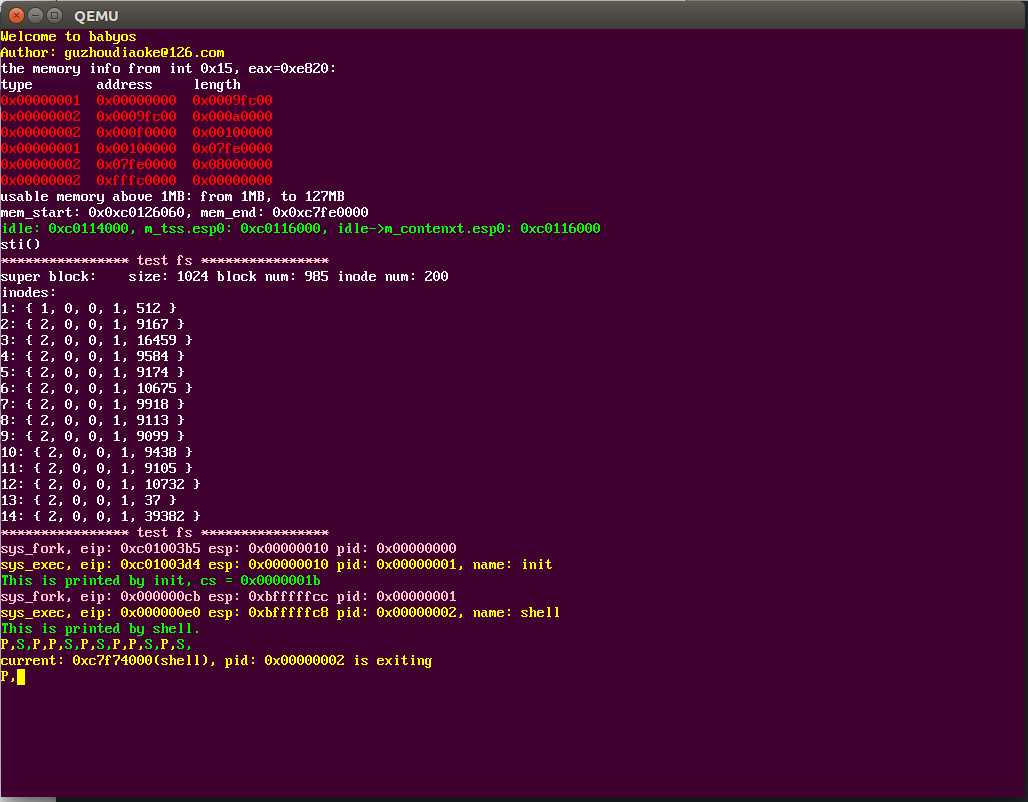 QEMU
Welcome to babyos
Author: guzhoudiaoke@126.com
the memory info from int 0x15, eax=0xe820:
type address length
0x00000001 0x00000000 0x0009fc00
0x00000002 0x0009fc00 0x000a0000
0x00000002 0x000f0000 0x00100000
0x00000001 0x00100000 0x07fe0000
0x00000002 0x07fe0000 0x08000000
0x00000002 0xfffc0000 0x00000000
usable memory above 1MB: from 1MB, to 127MB
mem_start: 0x0xc0126060, mem_end: 0x0xc7fe0000
idle: 0xc0114000, m_tss.esp0: 0xc0116000, idle->m_contenxt.esp0: 0xc0116000
sti()
**************** test fs ****************
super block: size: 1024 block num: 985 inode num: 200
inodes:
1: { 1, 0, 0, 1, 512 }
2: { 2, 0, 0, 1, 9167 }
3: { 2, 0, 0, 1, 16459 }
4: { 2, 0, 0, 1, 9584 }
5: { 2, 0, 0, 1, 9174 }
6: { 2, 0, 0, 1, 10675 }
7: { 2, 0, 0, 1, 9918 }
8: { 2, 0, 0, 1, 9113 }
9: { 2, 0, 0, 1, 9099 }
10: { 2, 0, 0, 1, 9438 }
11: { 2, 0, 0, 1, 9105 }
12: { 2, 0, 0, 1, 10732 }
13: { 2, 0, 0, 1, 37 }
14: { 2, 0, 0, 1, 39382 }
**************** test fs ****************
sys_fork, eip: 0xc01003b5 esp: 0x00000010 pid: 0x00000000
sys_exec, eip: 0xc01003d4 esp: 0x00000010 pid: 0x00000001, name: init
This is printed by init, cs = 0x0000001b
sys_fork, eip: 0x000000cb esp: 0xbfffffcc pid: 0x00000001
sys_exec, eip: 0x000000e0 esp: 0xbfffffc8 pid: 0x00000002, name: shell
This is printed by shell.
P,S,P,P,S,P,S,P,P,S,P,S,
current: 0xc7f74000(shell), pid: 0x00000002 is exiting
P,